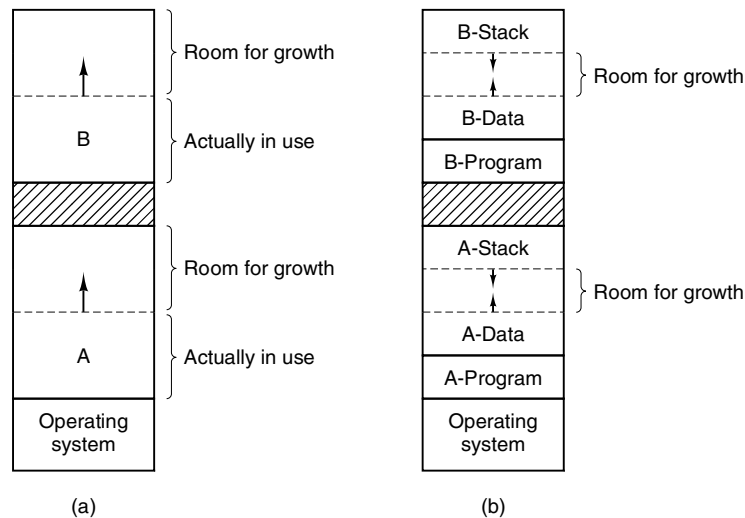 Room for growth
B
Actually in use
Room for growth
A
Actually in use
Operating
system
(a)
B-Stack
Room for growth
B-Data
B-Program
A-Stack
Room for growth
A-Data
A-Program
Operating
system
(b)